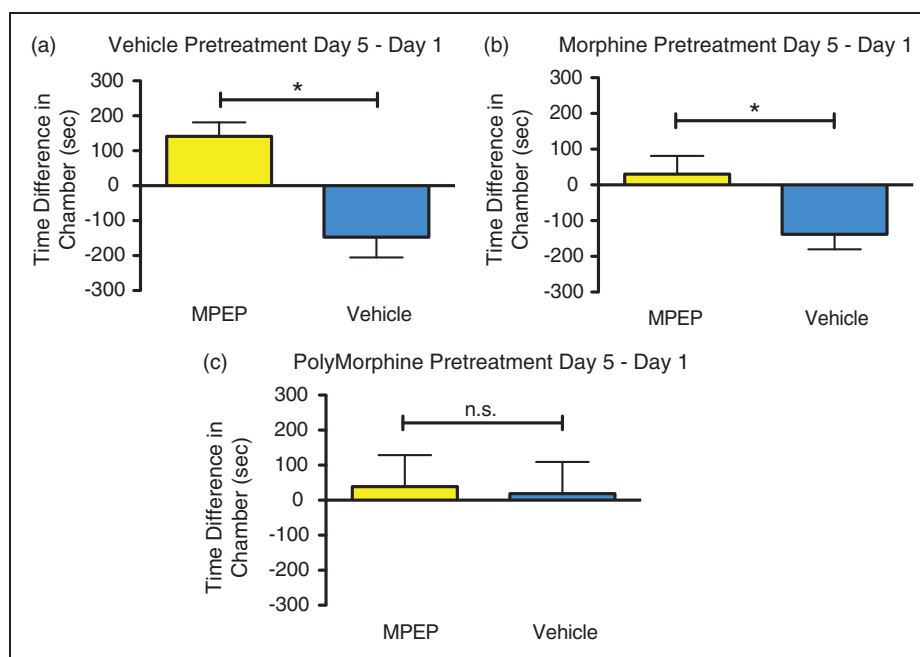 (a) Vehicle Pretreatment Day 5 - Day 1
Time Difference in
Chamber (sec)
300
200
100
0
-100
-200
-300
*
MPEP Vehicle
(b) Morphine Pretreatment Day 5 - Day 1
Time Difference in
Chamber (sec)
300
200
100
0
-100
-200
-300
*
MPEP Vehicle
(c) PolyMorphine Pretreatment Day 5 - Day 1
Time Difference in
Chamber (sec)
300
200
100
0
-100
-200
-300
n.s.
MPEP Vehicle